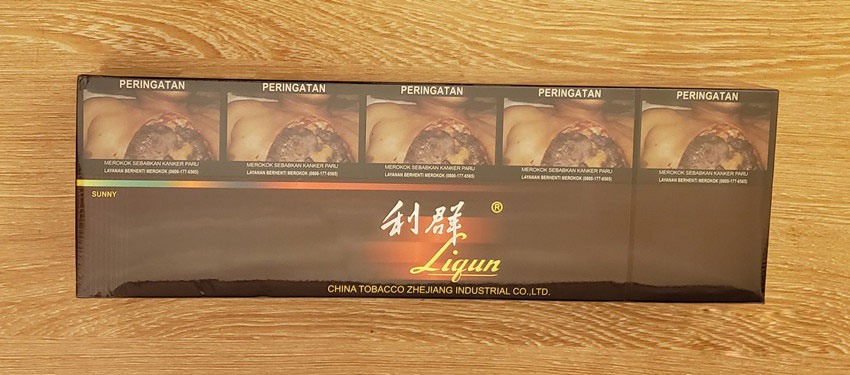 PERINGATAN PERINGATAN PERINGATAN PERINGATAN PERINGATAN
MEROKOK SEBABKAN KANKER PARU MEROKOK SEBABKAN KANKER PARU MEROKOK SEBABKAN KANKER PARU MEROKOK SEBABKAN KANKER PARU MEROKOK SEBABKAN KANKER PARU
LAYANAN BERHENTI MEROKOK (0800-177-6565) LAYANAN BERHENTI MEROKOK (0800-177-6565) LAYANAN BERHENTI MEROKOK (0800-177-6565) LAYANAN BERHENTI MEROKOK (0800-177-6565) LAYANAN BERHENTI MEROKOK (0800-177-6565)
SUNNY
利群®
Liqun
CHINA TOBACCO ZHEJIANG INDUSTRIAL CO.,LTD.